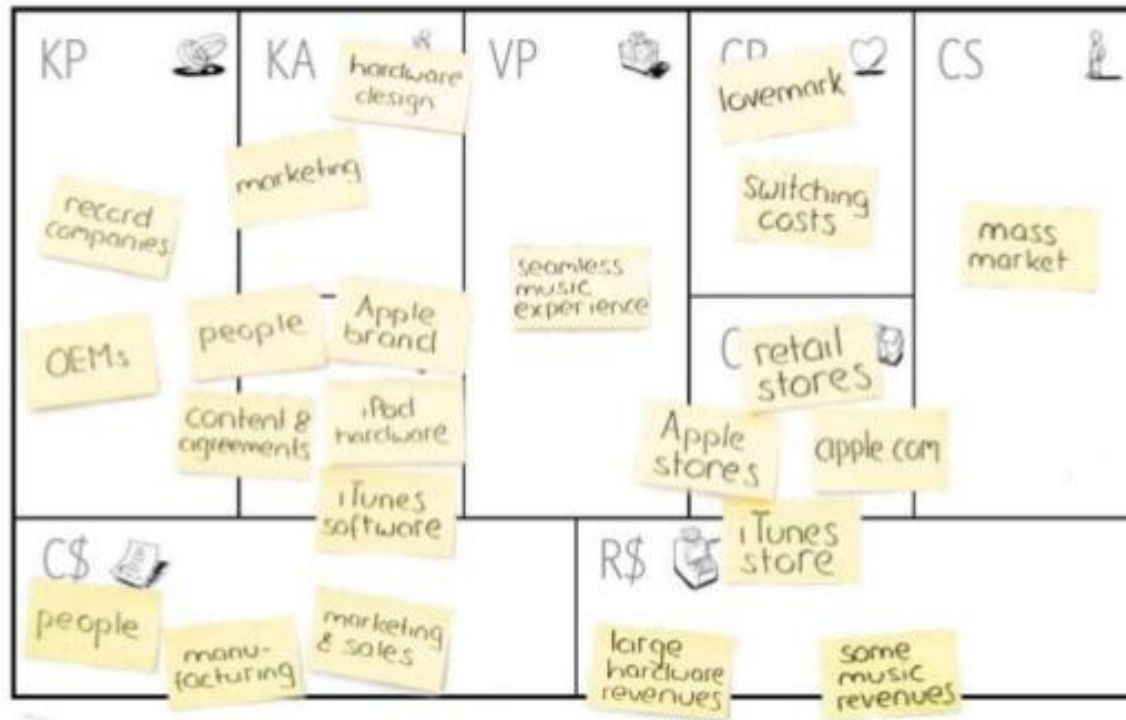 KP
record
companies
OEMs
KA
hardware
design
marketing
people
Apple
brand
content &
agreements
iPod
hardware
iTunes
software
VP
seamless
music
experience
CR
lovemark
switching
costs
C
retail
stores
Apple
stores
apple com
iTunes
store
CS
mass
market
C$
people
manu-
facturing
marketing
& sales
R$
large
hardware
revenues
some
music
revenues